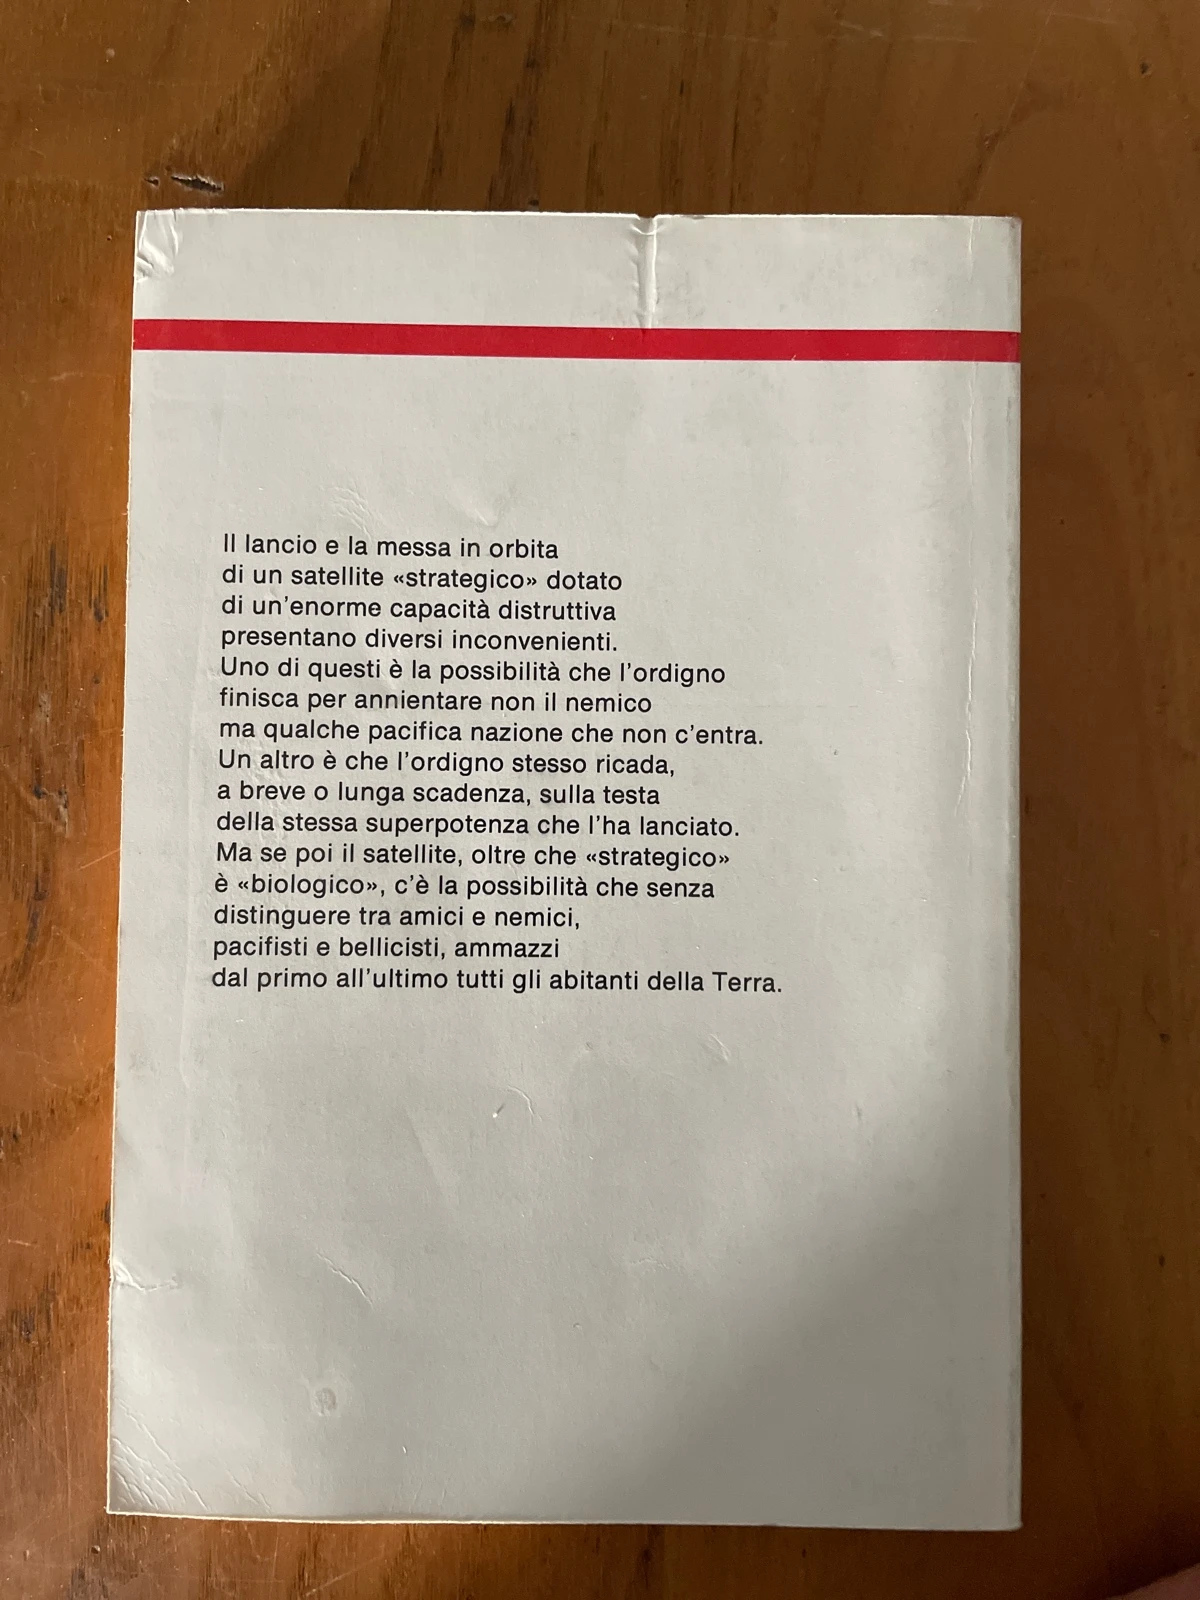 Il lancio e la messa in orbita
di un satellite «strategico» dotato
di un'enorme capacità distruttiva
presentano diversi inconvenienti.
Uno di questi è la possibilità che l'ordigno
finisca per annientare non il nemico
ma qualche pacifica nazione che non c'entra.
Un altro è che l'ordigno stesso ricada,
a breve o lunga scadenza, sulla testa
della stessa superpotenza che l'ha lanciato.
Ma se poi il satellite, oltre che «strategico»
è «biologico», c'è la possibilità che senza
distinguere tra amici e nemici,
pacifisti e bellicisti, ammazzi
dal primo all'ultimo tutti gli abitanti della Terra.